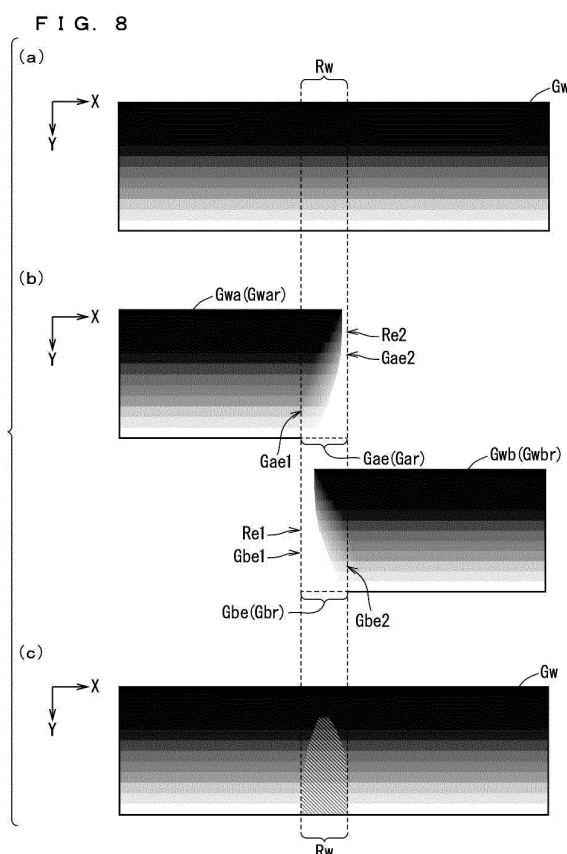 FIG. 8
(a)
Rw
Gw
X
Y
(b)
Gwa(Gwar)
X
Y
Re2
Gae2
Gae1
Gae(Gar)
Gwb(Gwbr)
Re1
Gbe1
Gbe(Gbr)
Gbe2
(c)
X
Y
Gw
Rw